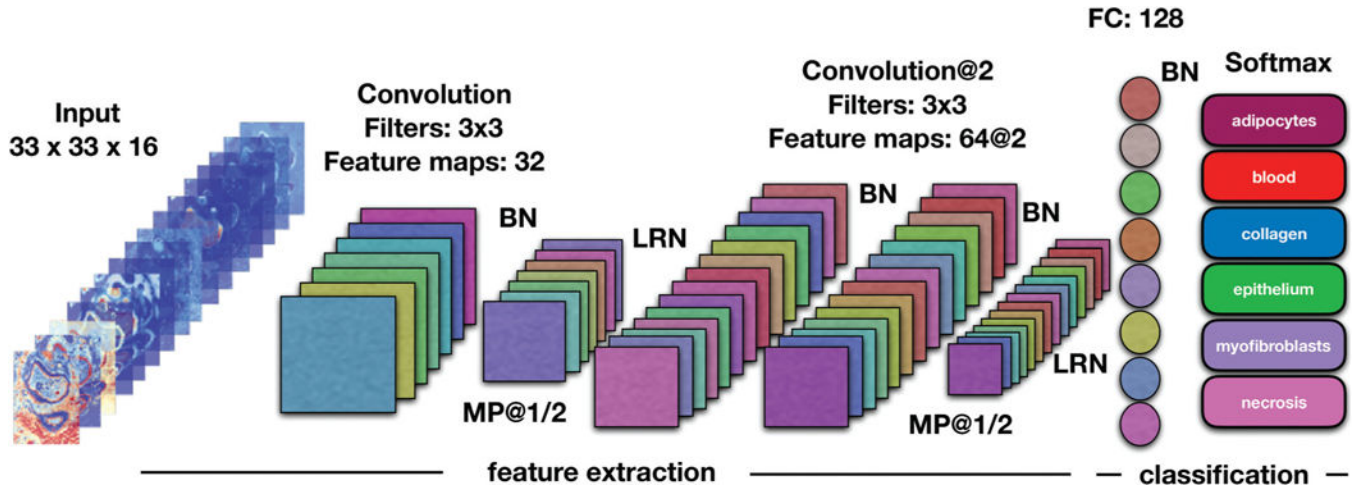 Input
33 x 33 x 16
Convolution
Filters: 3x3
Feature maps: 32
BN
MP@1/2
LRN
Convolution@2
Filters: 3x3
Feature maps: 64@2
BN
BN
MP@1/2
LRN
FC: 128
BN
Softmax
adipocytes
blood
collagen
epithelium
myofibroblasts
necrosis
feature extraction
classification